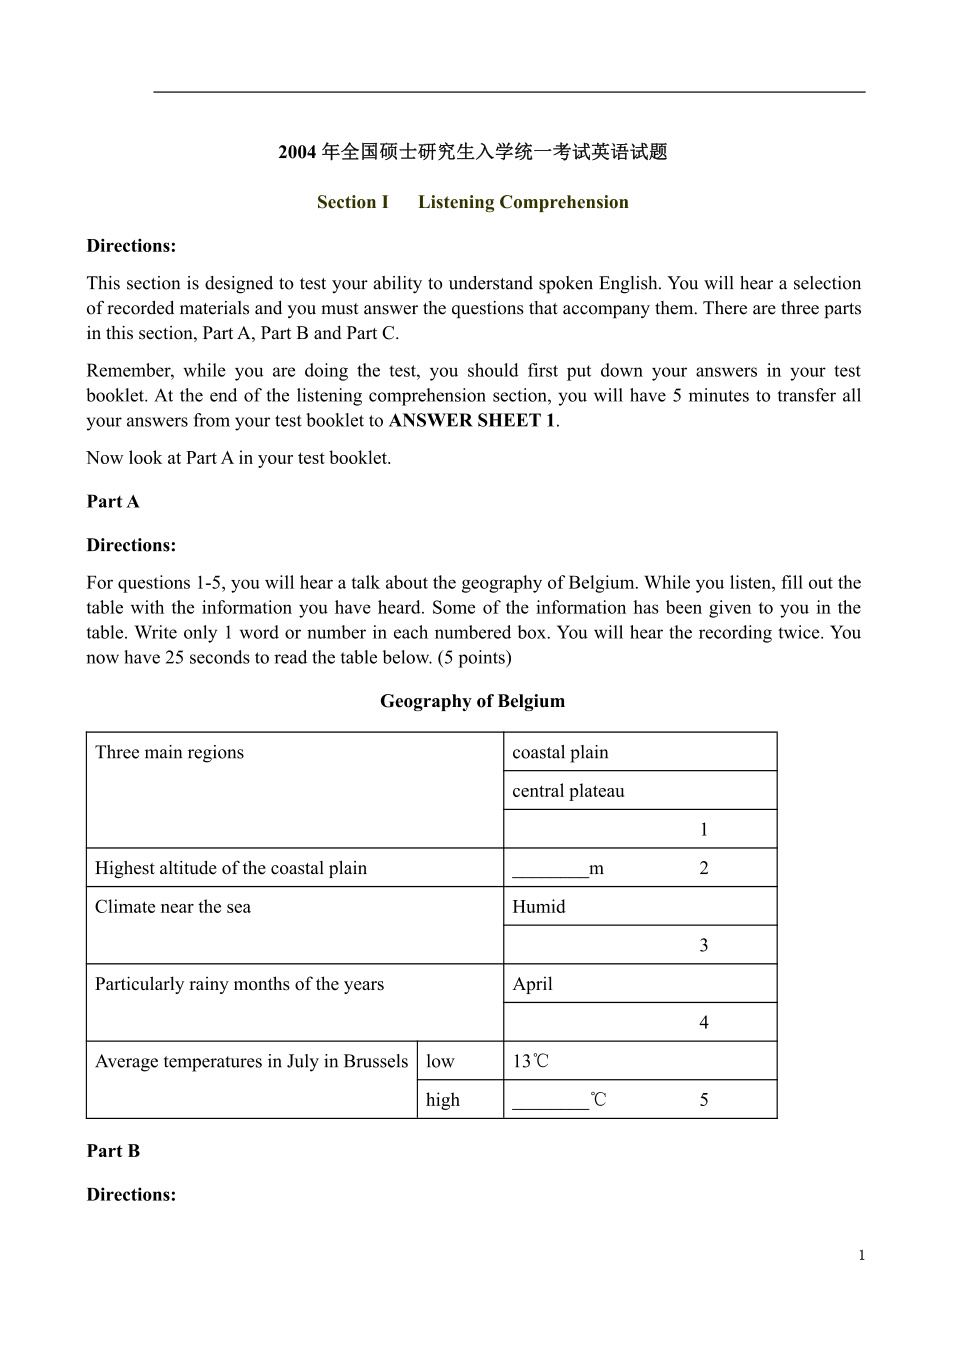 2004 年全国硕士研究生入学统一考试英语试题
Section I Listening Comprehension
Directions:
This section is designed to test your ability to understand spoken English. You will hear a selection
of recorded materials and you must answer the questions that accompany them. There are three parts
in this section, Part A, Part B and Part C.
Remember, while you are doing the test, you should first put down your answers in your test
booklet. At the end of the listening comprehension section, you will have 5 minutes to transfer all
your answers from your test booklet to ANSWER SHEET 1.
Now look at Part A in your test booklet.
Part A
Directions:
For questions 1-5, you will hear a talk about the geography of Belgium. While you listen, fill out the
table with the information you have heard. Some of the information has been given to you in the
table. Write only 1 word or number in each numbered box. You will hear the recording twice. You
now have 25 seconds to read the table below. (5 points)
Geography of Belgium
Three main regions coastal plain
central plateau
1
Highest altitude of the coastal plain ________m 2
Climate near the sea Humid
3
Particularly rainy months of the years April
4
Average temperatures in July in Brussels low 13℃
high ________℃ 5
Part B
Directions:
1